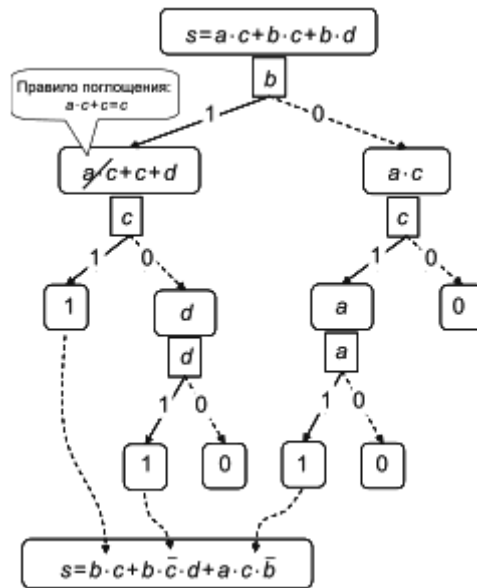 s=a·c+b·c+b·d
Правило поглощения:
a·c+c=c
b
1
0
a·c+c+d
a·c
c
c
1
0
1
0
1
d
a
0
d
a
1
0
1
0
1
0
1
0
s=b·c+b·c̄·d+a·c·b̄